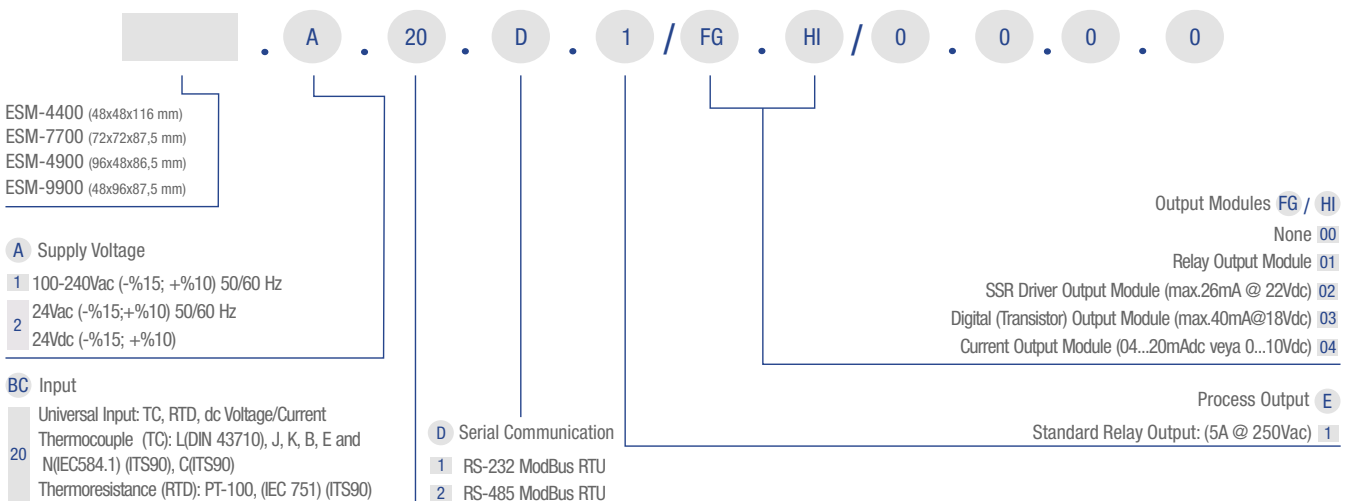 . A . 20 . D . 1 / FG . HI / 0 . 0 . 0 . 0
ESM-4400 (48x48x116 mm)
ESM-7700 (72x72x87,5 mm)
ESM-4900 (96x48x86,5 mm)
ESM-9900 (48x96x87,5 mm)
A Supply Voltage
1 100-240Vac (-%15; +%10) 50/60 Hz
2 24Vac (-%15;+%10) 50/60 Hz
24Vdc (-%15; +%10)
BC Input
20 Universal Input: TC, RTD, dc Voltage/Current
Thermocouple (TC): L(DIN 43710), J, K, B, E and
N(IEC584.1) (ITS90), C(ITS90)
Thermoresistance (RTD): PT-100, (IEC 751) (ITS90)
D Serial Communication
1 RS-232 ModBus RTU
2 RS-485 ModBus RTU
Output Modules FG / HI
None 00
Relay Output Module 01
SSR Driver Output Module (max.26mA @ 22Vdc) 02
Digital (Transistor) Output Module (max.40mA@18Vdc) 03
Current Output Module (04...20mAdc veya 0...10Vdc) 04
Process Output E
Standard Relay Output: (5A @ 250Vac) 1